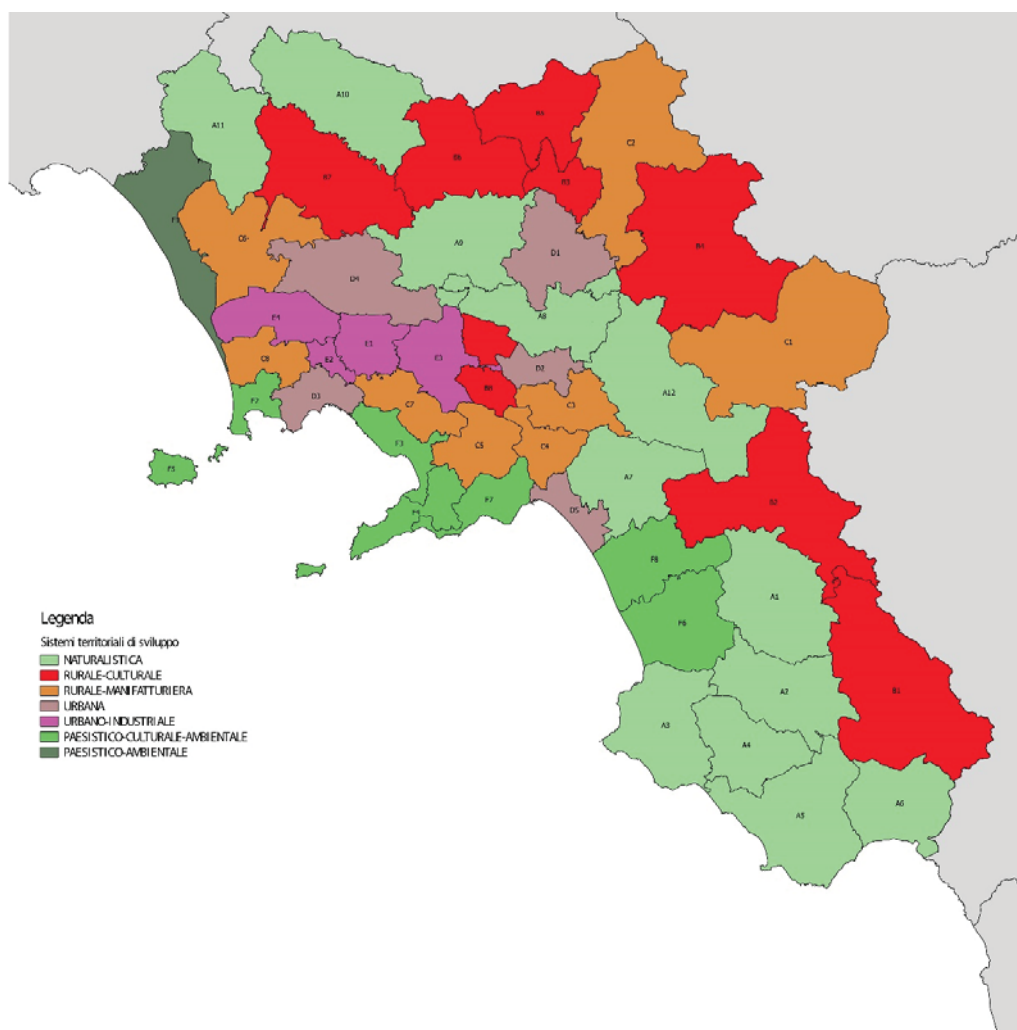 A10
A11
C2
B7
B6
B4
D1
A9
D4
E4
A8
C1
E1
E3
E2
C8
D2
A12
D3
B8
C7
C3
F2
F3
C5
C4
A7
F5
F4
F7
D5
B2
F8
A1
F6
A2
B1
A3
A4
A6
A5
Legenda
Sistemi territoriali di sviluppo
NATURALISTICA
RURALE-CULTURALE
RURALE-MANIFATTURIERA
URBANA
URBANO-INDUSTRIALE
PAESISTICO-CULTURALE-AMBIENTALE
PAESISTICO-AMBIENTALE